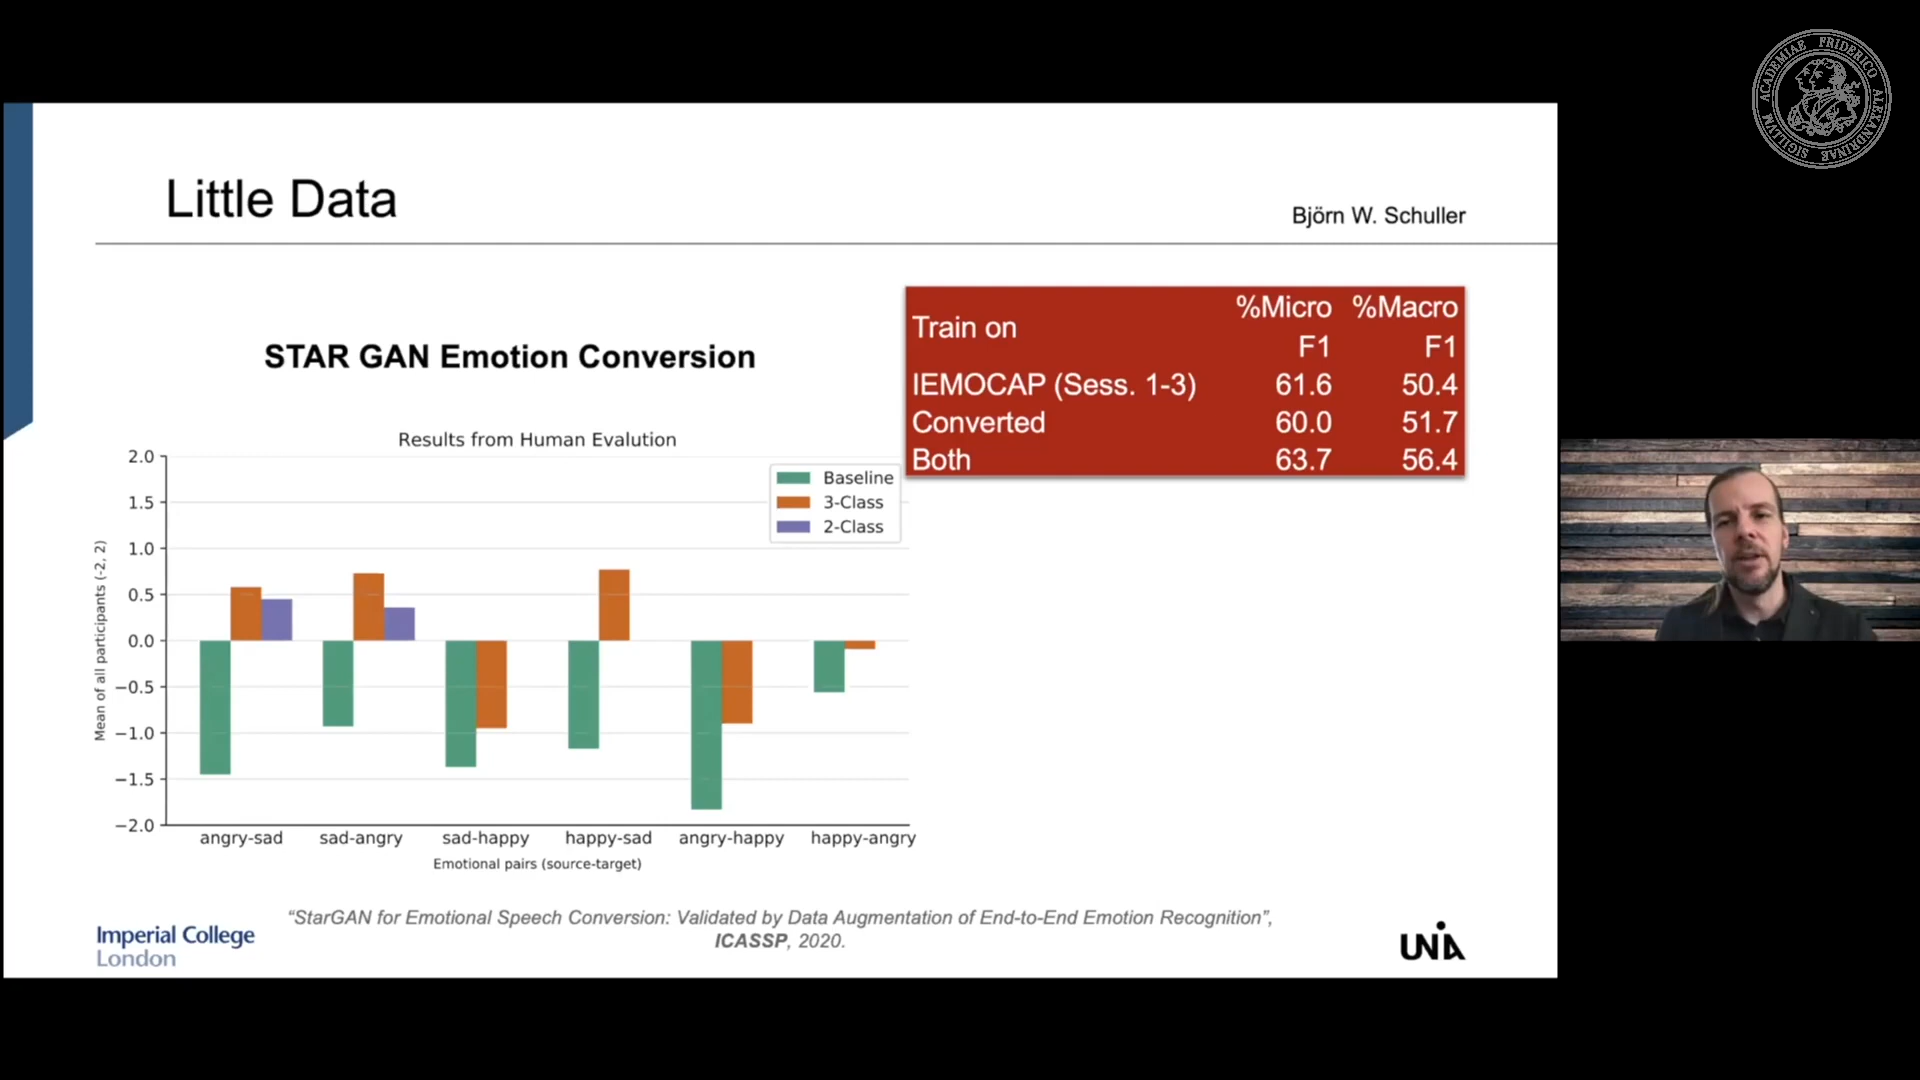 ACADEMIAE FRIDERICO ALEXANDRINAE SIGILLVM
Little Data
Björn W. Schuller
STAR GAN Emotion Conversion
Train on %Micro F1 %Macro F1
IEMOCAP (Sess. 1-3) 61.6 50.4
Converted 60.0 51.7
Both 63.7 56.4
Results from Human Evalution
Baseline
3-Class
2-Class
Mean of all participants (-2, 2)
2.0
1.5
1.0
0.5
0.0
−0.5
−1.0
−1.5
−2.0
angry-sad sad-angry sad-happy happy-sad angry-happy happy-angry
Emotional pairs (source-target)
“StarGAN for Emotional Speech Conversion: Validated by Data Augmentation of End-to-End Emotion Recognition”,
ICASSP, 2020.
Imperial College
London
UNIA